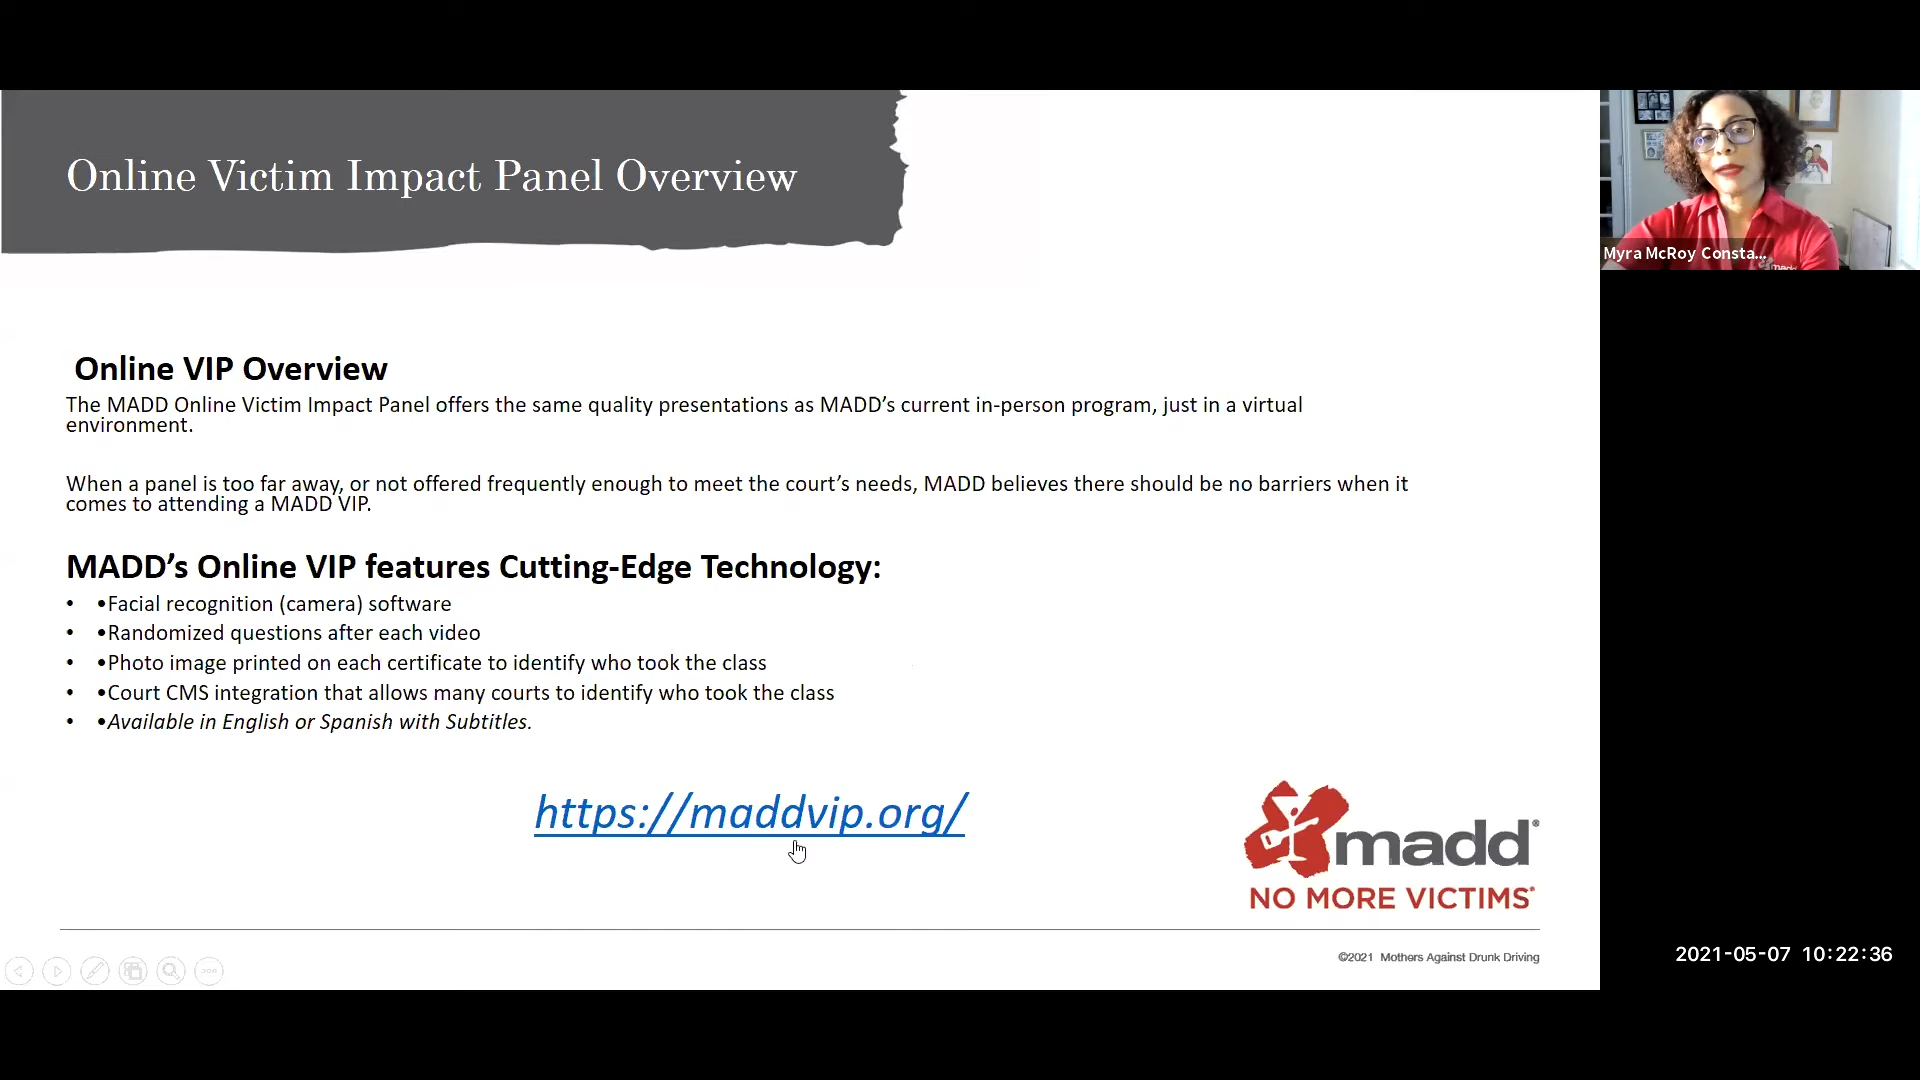 Online Victim Impact Panel Overview
Myra McRoy Consta...
madd
Online VIP Overview
The MADD Online Victim Impact Panel offers the same quality presentations as MADD’s current in-person program, just in a virtual
environment.
When a panel is too far away, or not offered frequently enough to meet the court’s needs, MADD believes there should be no barriers when it
comes to attending a MADD VIP.
MADD’s Online VIP features Cutting-Edge Technology:
• •Facial recognition (camera) software
• •Randomized questions after each video
• •Photo image printed on each certificate to identify who took the class
• •Court CMS integration that allows many courts to identify who took the class
• •Available in English or Spanish with Subtitles.
https://maddvip.org/
madd®
NO MORE VICTIMS®
©2021 Mothers Against Drunk Driving
2021-05-07 10:22:36